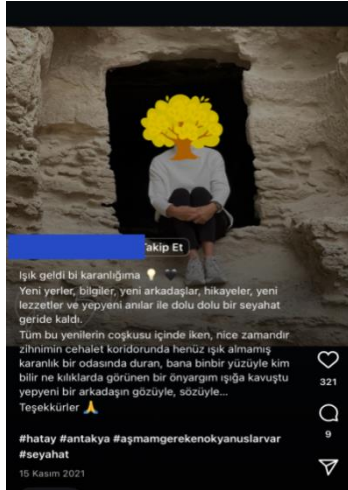 Takip Et
Işık geldi bi karanlığıma
Yeni yerler, bilgiler, yeni arkadaşlar, hikayeler, yeni
lezzetler ve yepyeni anılar ile dolu dolu bir seyahat
geride kaldı.
Tüm bu yenilerin coşkusu içinde iken, nice zamandır
zihnimin cehalet koridorunda henüz ışık almamış
karanlık bir odasında duran, bana binbir yüzüyle kim
bilir ne kılıklarda görünen bir önyargım ışığa kavuştu
yepyeni bir arkadaşın gözüyle, sözüyle...
Teşekkürler
321
#hatay #antakya #aşmamgerekenokyanuslarvar
9
#seyahat
15 Kasım 2021